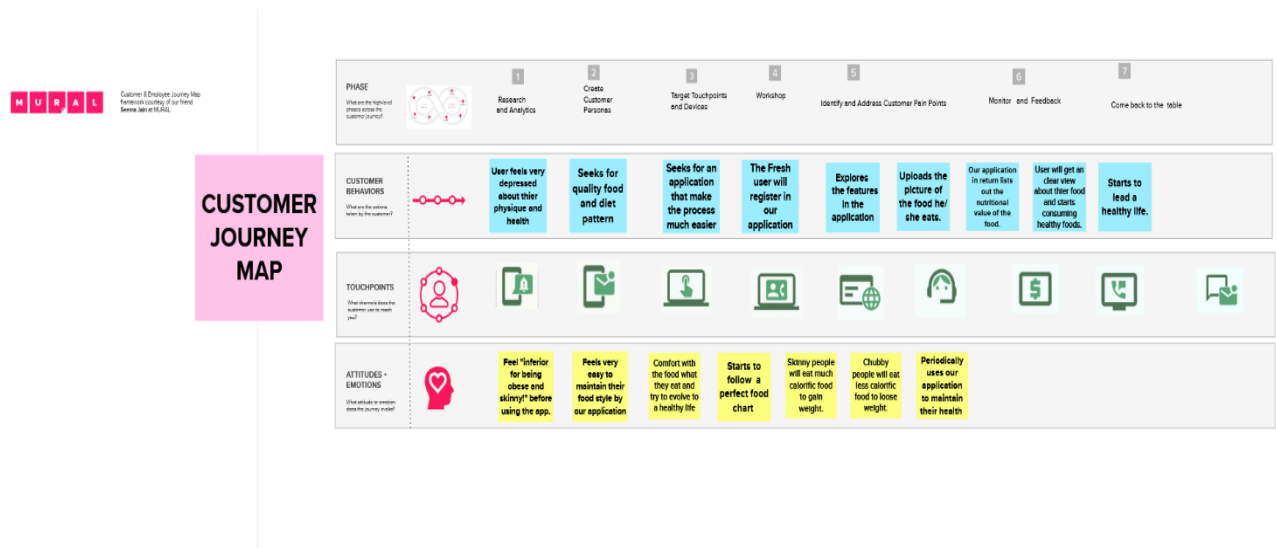 MURAL
Customer & Employee Journey Map
framework courtesy of our friend
Seema Jain at MURAL
CUSTOMER
JOURNEY
MAP
PHASE
What are the high-level
phases across the
customer journey?
1
Research
and Analytics
2
Create
Customer
Personas
3
Target Touchpoints
and Devices
4
Workshop
5
Identify and Address Customer Pain Points
6
Monitor and Feedback
7
Come back to the table
CUSTOMER
BEHAVIORS
What are the actions
taken by the customer?
User feels very
depressed
about thier
physique and
health
Seeks for
quality food
and diet
pattern
Seeks for an
application
that make
the process
much easier
The Fresh
user will
register in
our
application
Explores
the features
in the
application
Uploads the
picture of
the food he/
she eats.
Our application
in return lists
out the
nutritional
value of the
food.
User will get an
clear view
about thier food
and starts
consuming
healthy foods.
Starts to
lead a
healthy life.
TOUCHPOINTS
What channels does the
customer use to reach
you?
$
ATTITUDES +
EMOTIONS
What attitude or emotion
does the journey evoke?
Feel "inferior
for being
obese and
skinny!" before
using the app.
Feels very
easy to
maintain their
food style by
our application
Comfort with
the food what
they eat and
try to evolve to
a healthy life
Starts to
follow a
perfect food
chart
Skinny people
will eat much
calorific food
to gain
weight.
Chubby
people will eat
less calorific
food to loose
weight.
Periodically
uses our
application
to maintain
their health